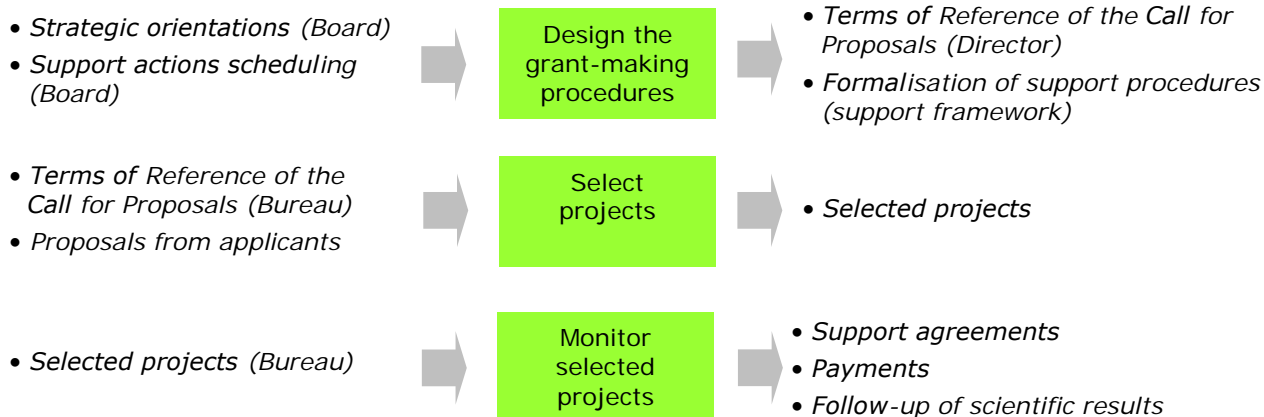 • Strategic orientations (Board)
• Support actions scheduling
(Board)
Design the
grant-making
procedures
• Terms of Reference of the Call for
Proposals (Director)
• Formalisation of support procedures
(support framework)
• Terms of Reference of the
Call for Proposals (Bureau)
• Proposals from applicants
Select
projects
• Selected projects
• Selected projects (Bureau)
Monitor
selected
projects
• Support agreements
• Payments
• Follow-up of scientific results